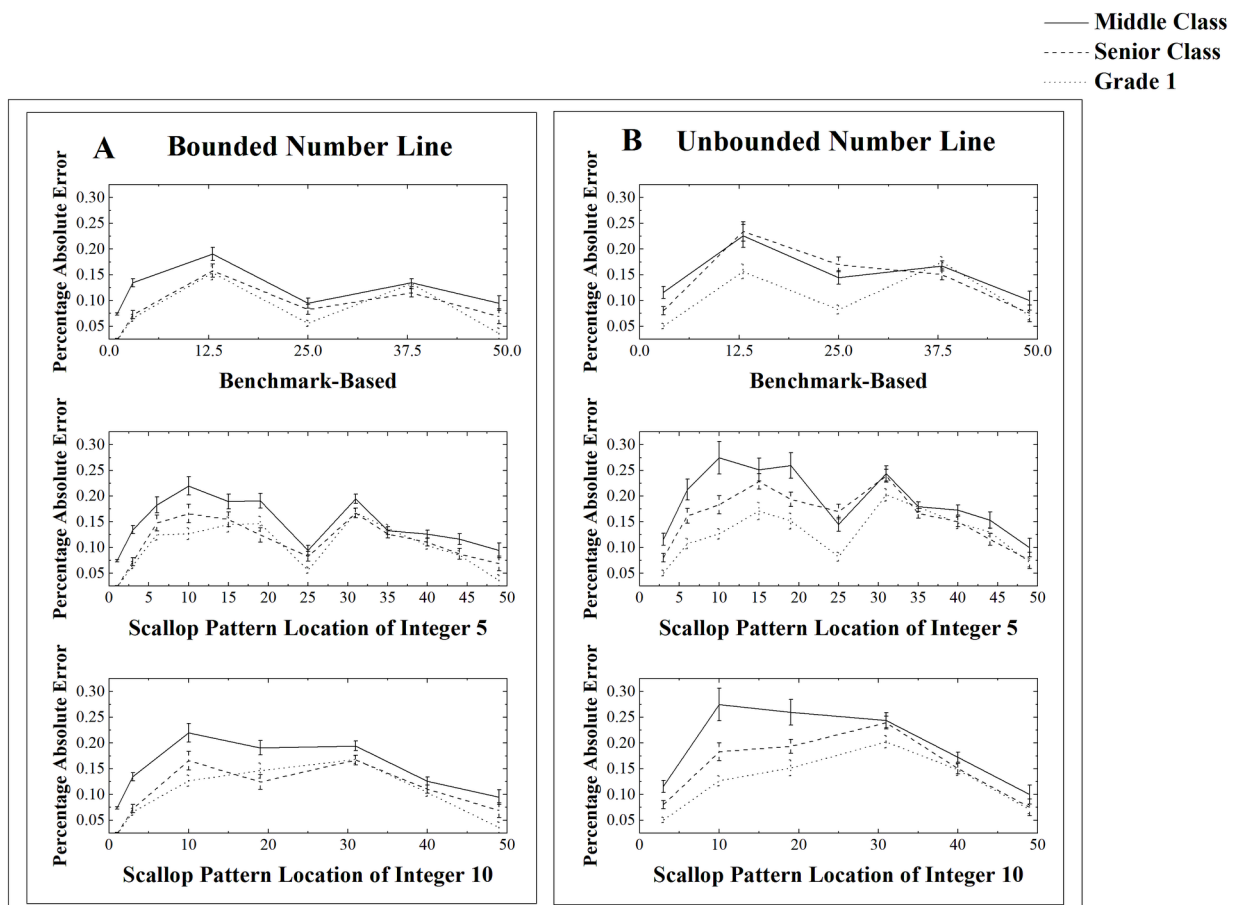 Middle Class
Senior Class
Grade 1
A Bounded Number Line
Percentage Absolute Error
0.30
0.25
0.20
0.15
0.10
0.05
0.0 12.5 25.0 37.5 50.0
Benchmark-Based
Percentage Absolute Error
0.30
0.25
0.20
0.15
0.10
0.05
0 5 10 15 20 25 30 35 40 45 50
Scallop Pattern Location of Integer 5
Percentage Absolute Error
0.30
0.25
0.20
0.15
0.10
0.05
0 10 20 30 40 50
Scallop Pattern Location of Integer 10
B Unbounded Number Line
Percentage Absolute Error
0.30
0.25
0.20
0.15
0.10
0.05
0.0 12.5 25.0 37.5 50.0
Benchmark-Based
Percentage Absolute Error
0.30
0.25
0.20
0.15
0.10
0.05
0 5 10 15 20 25 30 35 40 45 50
Scallop Pattern Location of Integer 5
Percentage Absolute Error
0.30
0.25
0.20
0.15
0.10
0.05
0 10 20 30 40 50
Scallop Pattern Location of Integer 10